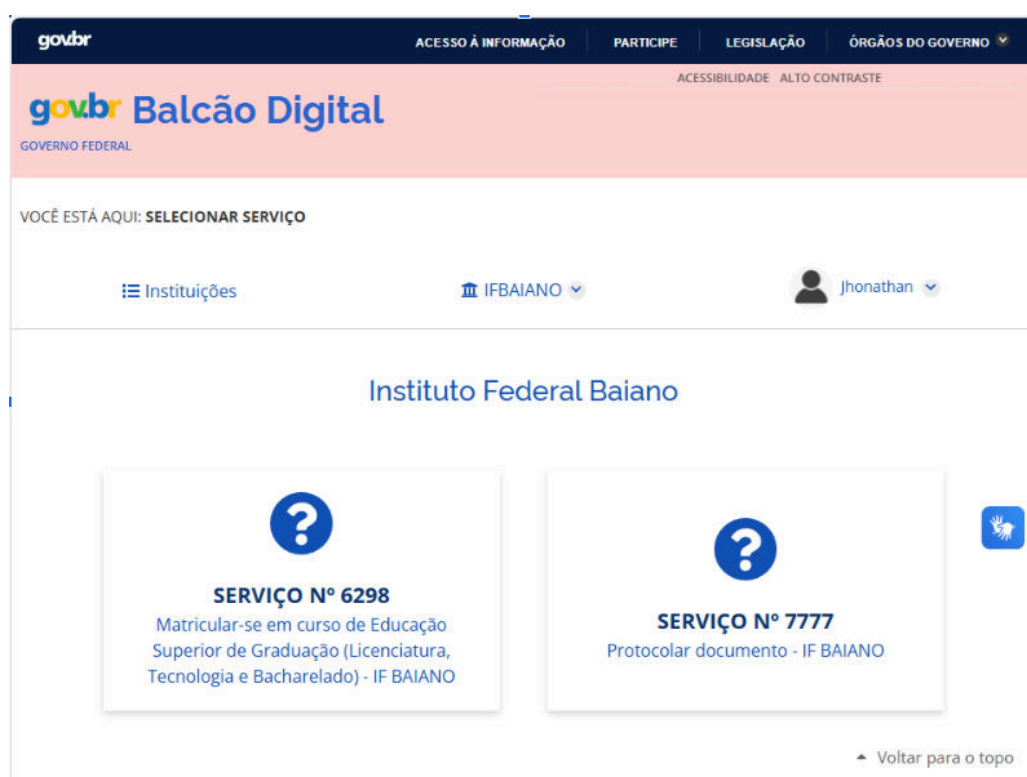 gov.br ACESSO À INFORMAÇÃO PARTICIPE LEGISLAÇÃO ÓRGÃOS DO GOVERNO
ACESSIBILIDADE ALTO CONTRASTE
gov.br Balcão Digital
GOVERNO FEDERAL
VOCÊ ESTÁ AQUI: SELECIONAR SERVIÇO
Instituições IFBAIANO Jhonathan
Instituto Federal Baiano
SERVIÇO Nº 6298
Matricular-se em curso de Educação
Superior de Graduação (Licenciatura,
Tecnologia e Bacharelado) - IF BAIANO
SERVIÇO Nº 7777
Protocolar documento - IF BAIANO
Voltar para o topo